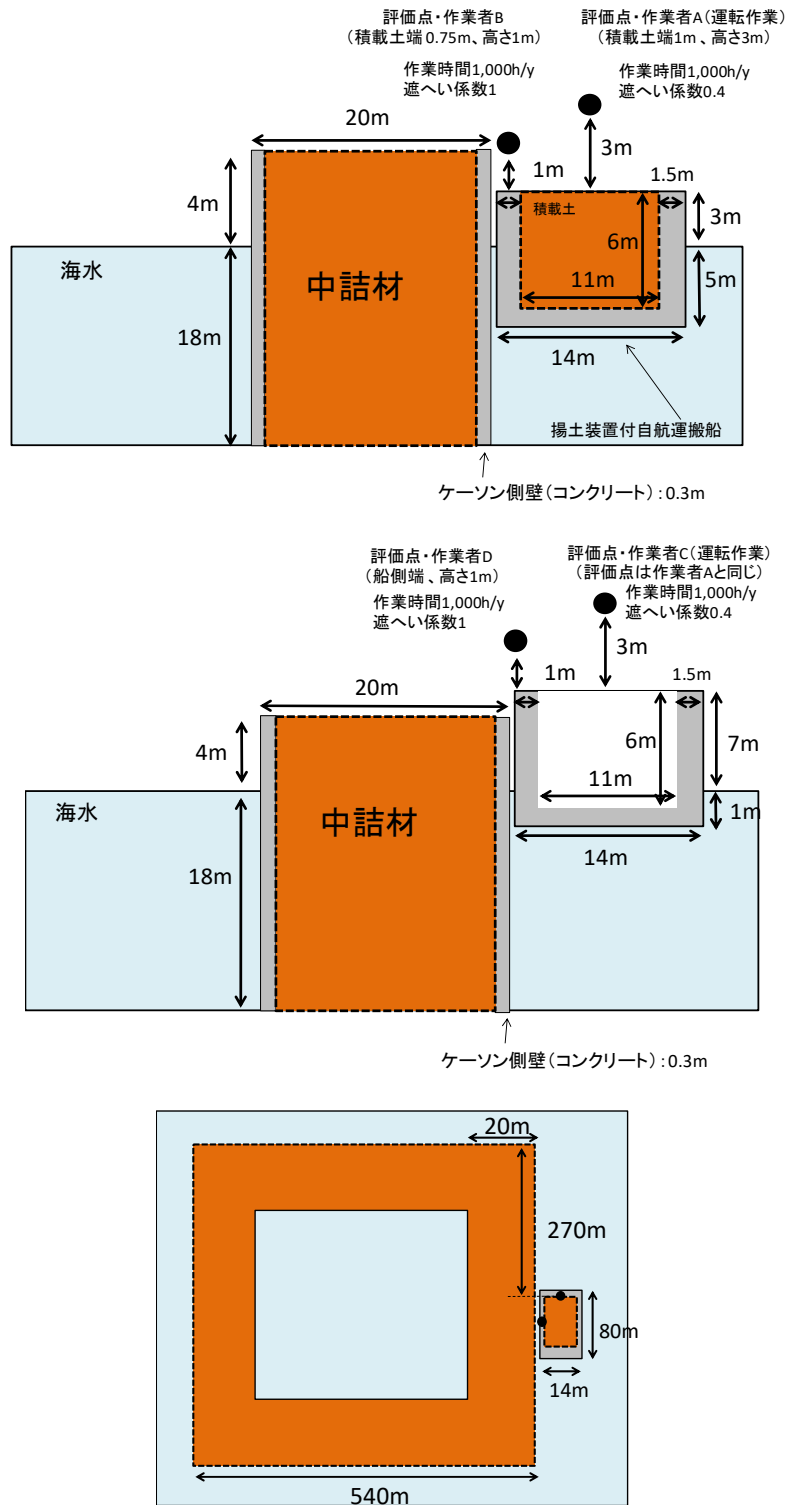 評価点・作業者B
(積載土端 0.75m、高さ1m)
作業時間1,000h/y
遮へい係数1
評価点・作業者A(運転作業)
(積載土端1m 、高さ3m)
作業時間1,000h/y
遮へい係数0.4
20m
3m
1m
1.5m
4m
積載土
6m
3m
海水
中詰材
11m
5m
18m
14m
揚土装置付自航運搬船
ケーソン側壁(コンクリート) : 0.3m
評価点・作業者D
(船側端 、高さ1m)
作業時間1,000h/y
遮へい係数1
評価点・作業者C(運転作業)
(評価点は作業者Aと同じ)
作業時間1,000h/y
遮へい係数0.4
3m
20m
1m
1.5m
4m
6m
7m
海水
中詰材
11m
1m
18m
14m
ケーソン側壁(コンクリート) : 0.3m
20m
270m
80m
14m
540m